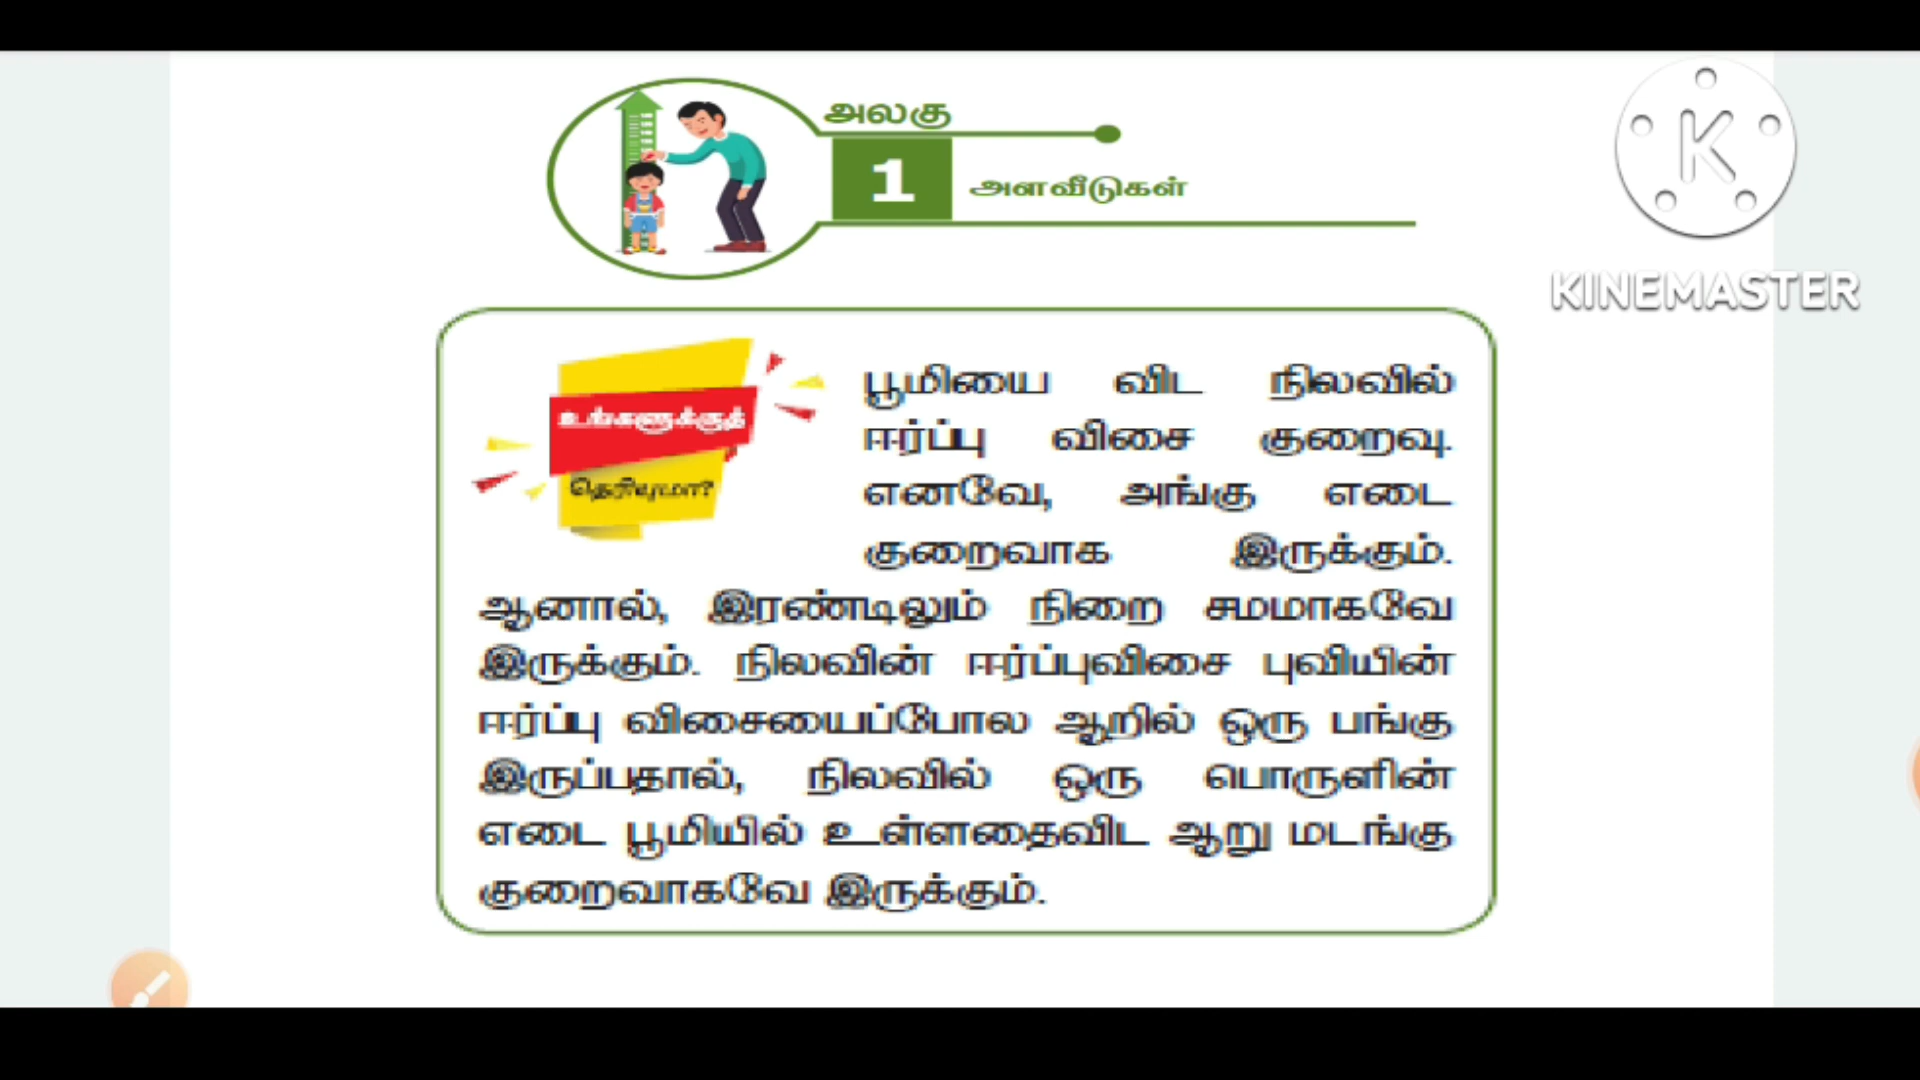 அலகு
1
அளவீடுகள்
KINEMASTER
உங்களுக்குத்
தெரியுமா?
பூமியை விட நிலவில்
ஈர்ப்பு விசை குறைவு.
எனவே, அங்கு எடை
குறைவாக இருக்கும்.
ஆனால், இரண்டிலும் நிறை சமமாகவே
இருக்கும். நிலவின் ஈர்ப்புவிசை புவியின்
ஈர்ப்பு விசையைப்போல ஆறில் ஒரு பங்கு
இருப்பதால், நிலவில் ஒரு பொருளின்
எடை பூமியில் உள்ளதைவிட ஆறு மடங்கு
குறைவாகவே இருக்கும்.